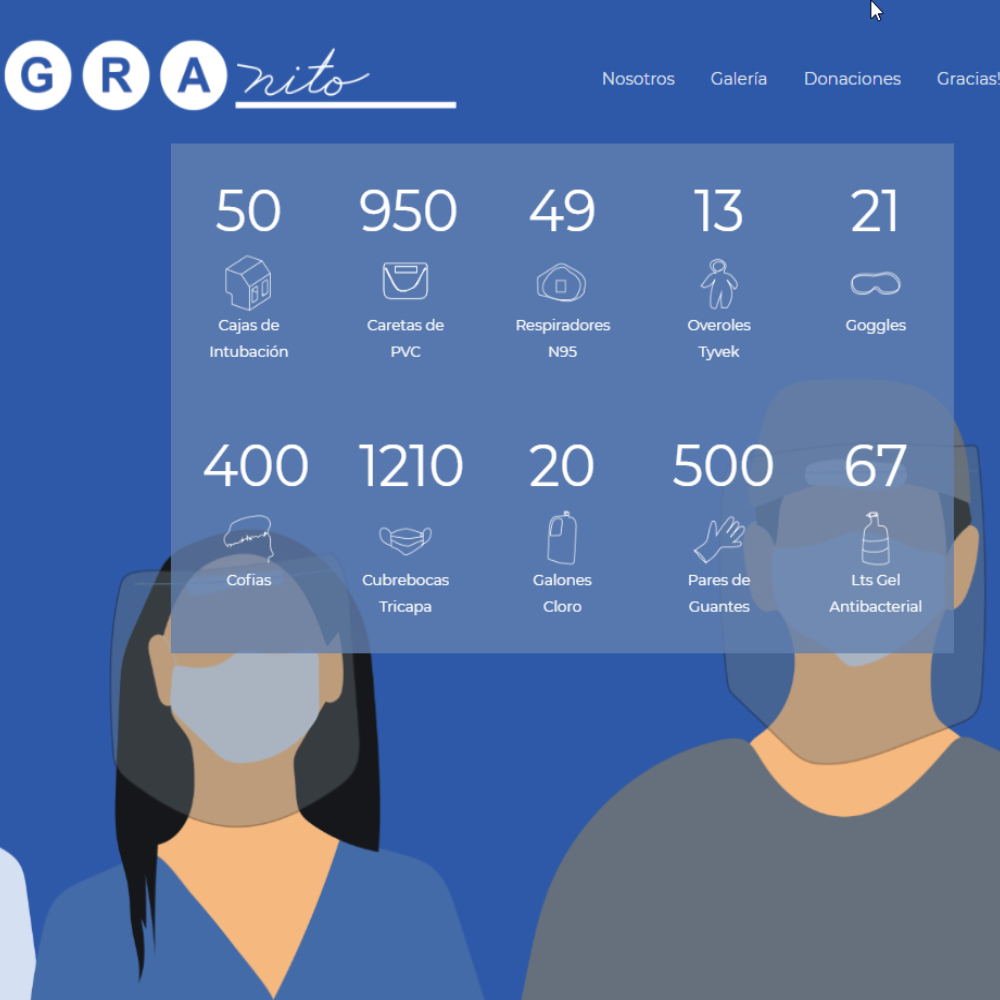 GRAnito
Nosotros Galería Donaciones Gracias!
50 950 49 13 21
Cajas de Caretas de Respiradores Overoles Goggles
Intubación PVC N95 Tyvek
400 1210 20 500 67
Cofias Cubrebocas Galones Pares de Lts Gel
Tricapa Cloro Guantes Antibacterial